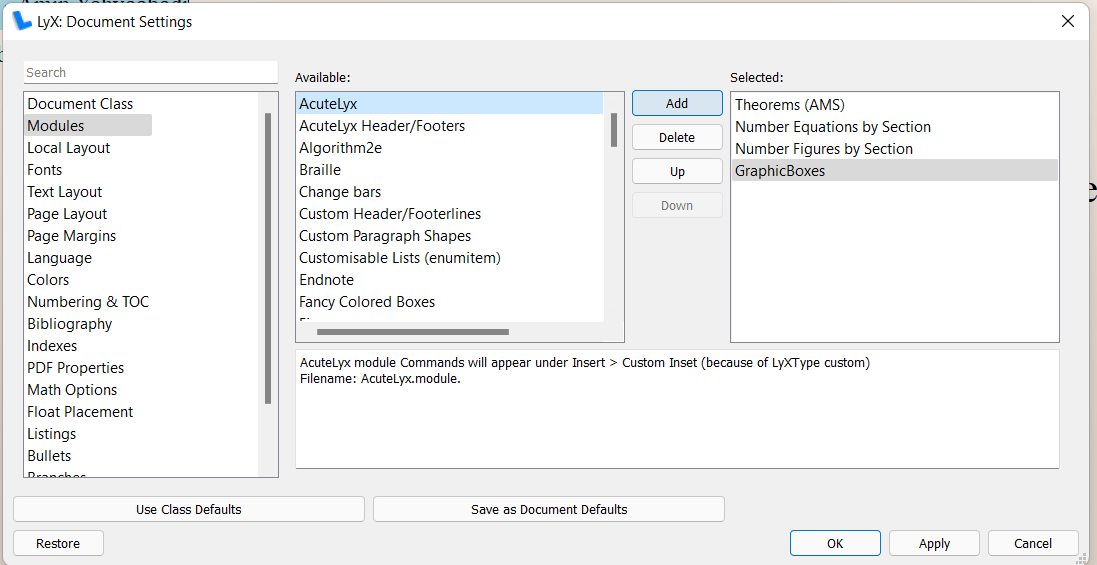 LyX: Document Settings
Search
Document Class
Modules
Local Layout
Fonts
Text Layout
Page Layout
Page Margins
Language
Colors
Numbering & TOC
Bibliography
Indexes
PDF Properties
Math Options
Float Placement
Listings
Bullets
Branches
Available:
AcuteLyx
AcuteLyx Header/Footers
Algorithm2e
Braille
Change bars
Custom Header/Footerlines
Custom Paragraph Shapes
Customisable Lists (enumitem)
Endnote
Fancy Colored Boxes
Add
Delete
Up
Down
Selected:
Theorems (AMS)
Number Equations by Section
Number Figures by Section
GraphicBoxes
AcuteLyx module Commands will appear under Insert > Custom Inset (because of LyXType custom)
Filename: AcuteLyx.module.
Use Class Defaults
Save as Document Defaults
Restore
OK
Apply
Cancel